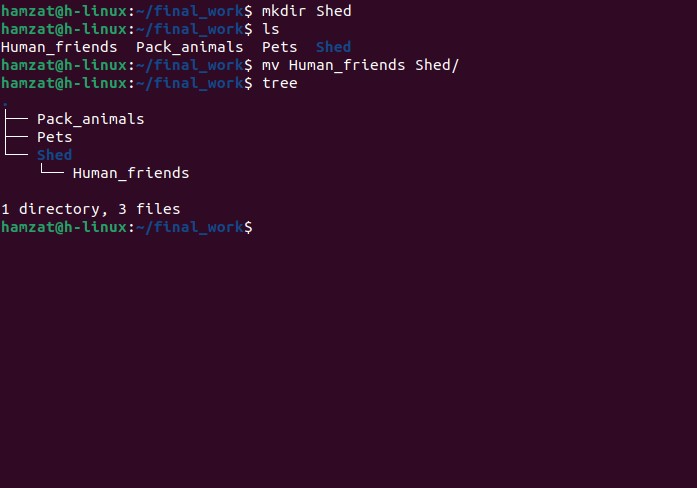 hamzat@h-linux:~/final_work$ mkdir Shed
hamzat@h-linux:~/final_work$ ls
Human_friends  Pack_animals  Pets  Shed
hamzat@h-linux:~/final_work$ mv Human_friends Shed/
hamzat@h-linux:~/final_work$ tree
.
├── Pack_animals
├── Pets
└── Shed
    └── Human_friends
1 directory, 3 files
hamzat@h-linux:~/final_work$